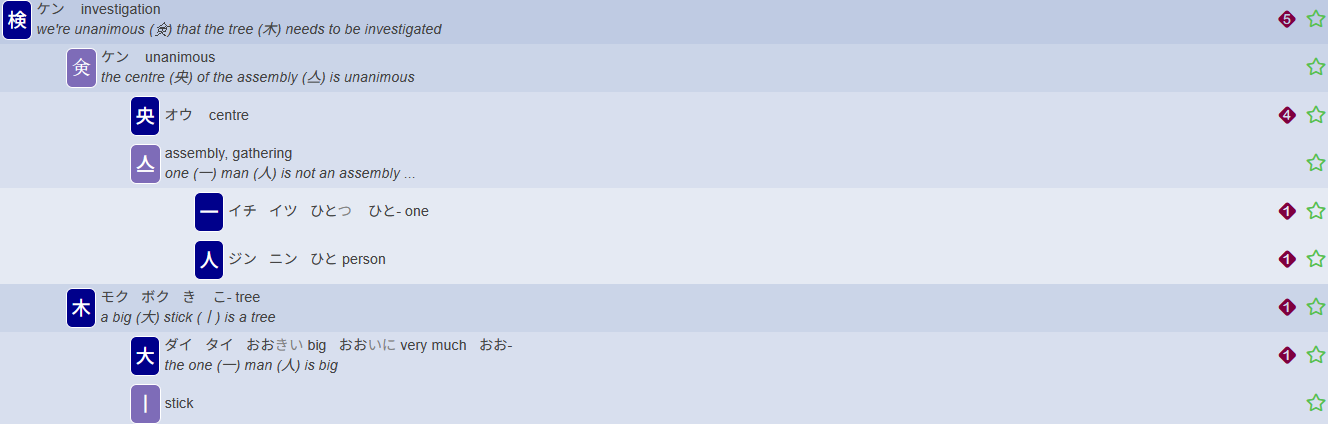 検 ケン investigation 5
we're unanimous (㑒) that the tree (木) needs to be investigated
㑒 ケン unanimous
the centre (央) of the assembly (亼) is unanimous
央 オウ centre 4
亼 assembly, gathering
one (一) man (人) is not an assembly ...
一 イチ イツ ひとつ ひと- one 1
人 ジン ニン ひと person 1
木 モク ボク き こ- tree 1
a big (大) stick (丨) is a tree
大 ダイ タイ おおきい big おおいに very much おお- 1
the one (一) man (人) is big
丨 stick